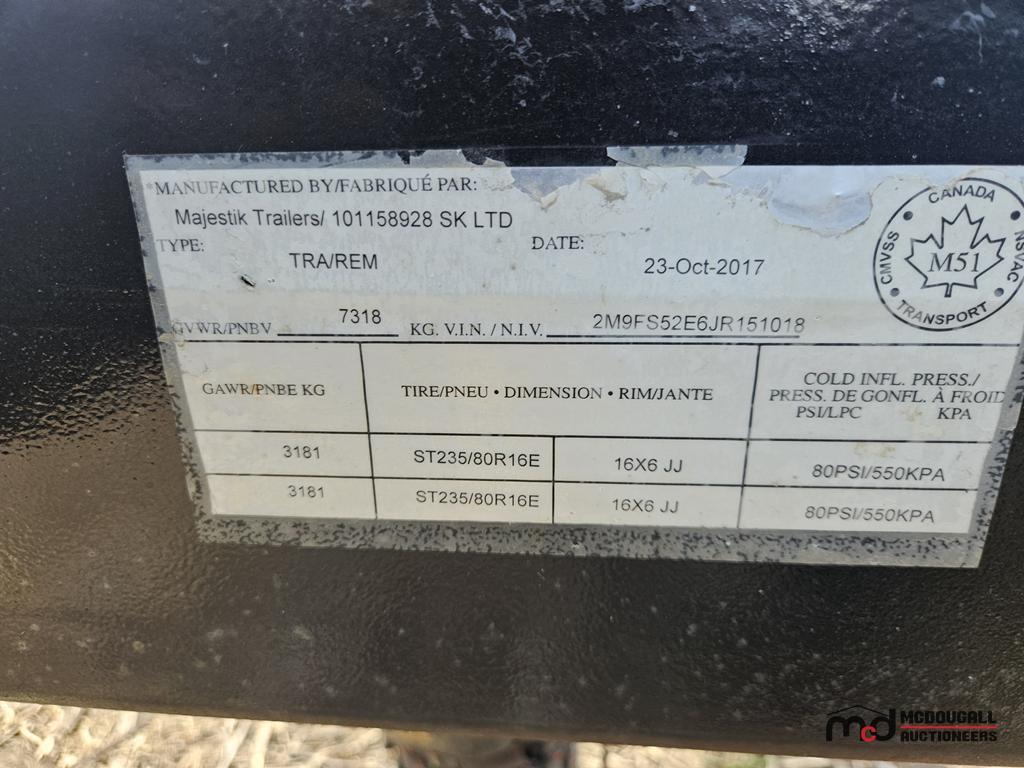 *MANUFACTURED BY/FABRIQUÉ PAR:
Majestik Trailers/ 101158928 SK LTD
TYPE:
TRA/REM
DATE:
23-Oct-2017
GVWR/PNBV 7318 KG. V.I.N. / N.I.V. 2M9FS52E6JR151018
CANADA
CMVSS M51 NSVAC
TRANSPORT
GAWR/PNBE KG
TIRE/PNEU • DIMENSION • RIM/JANTE
COLD INFL. PRESS./
PRESS. DE GONFL. À FROID
PSI/LPC KPA
3181 ST235/80R16E 16X6 JJ 80PSI/550KPA
3181 ST235/80R16E 16X6 JJ 80PSI/550KPA
mcd MCDOUGALL
AUCTIONEERS